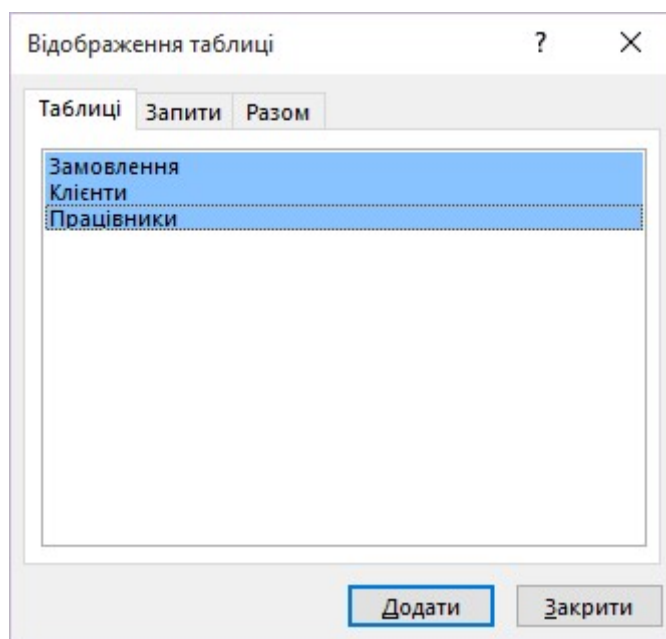 Відображення таблиці
?
Таблиці Запити Разом
Замовлення
Клієнти
Працівники
Додати Закрити